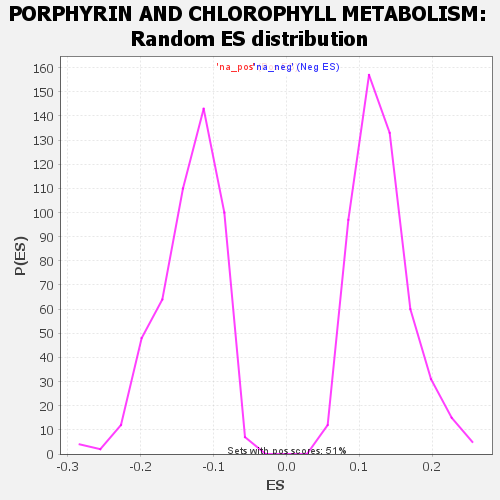 PORPHYRIN AND CHLOROPHYLL METABOLISM:
Random ES distribution
'na_pos' 'na_neg' (Neg ES)
160
150
140
130
120
110
100
90
80
70
60
50
40
30
20
10
0
P(ES)
Sets with pos scores: 51%
-0.3 -0.2 -0.1 0.0 0.1 0.2
ES